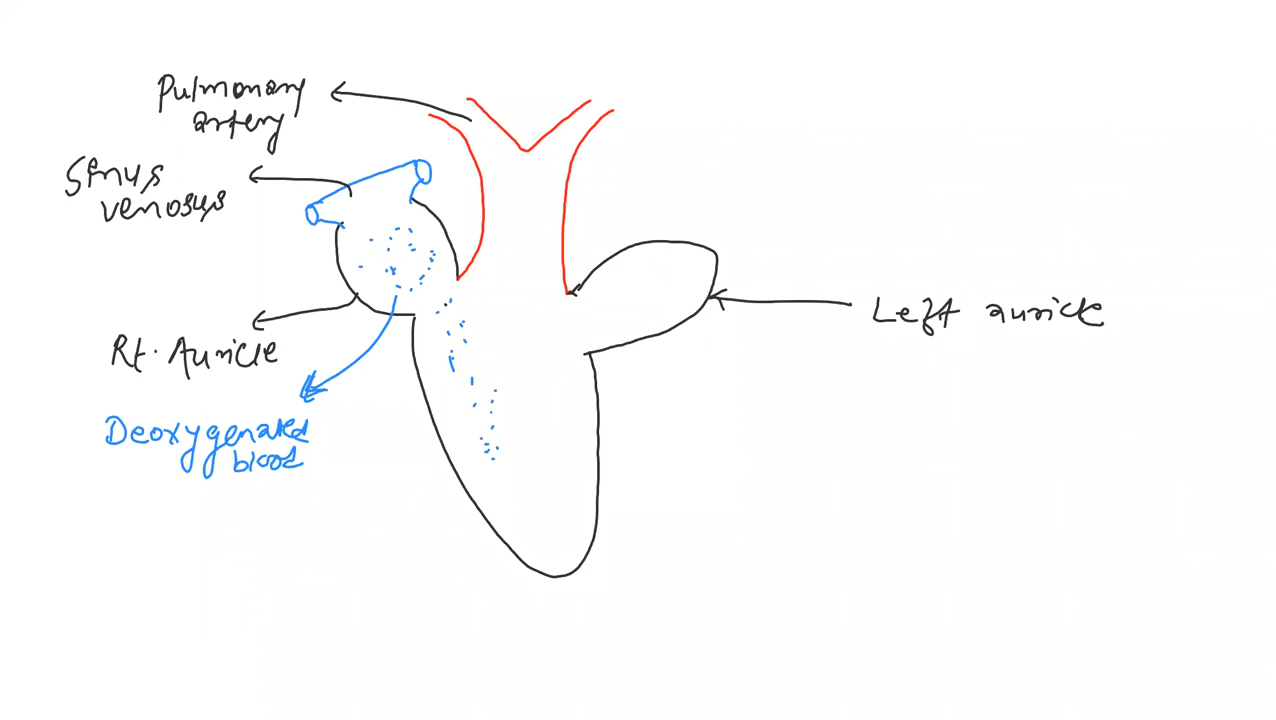 Pulmonary
artery
Sinus
venosus
Rt. Auricle
Deoxygenated
blood
Left auricle